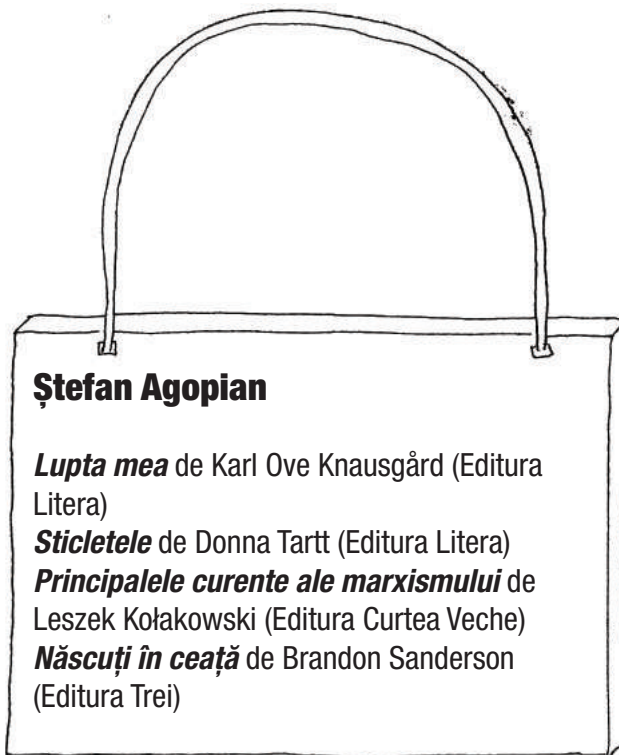 Ștefan Agopian
Lupta mea de Karl Ove Knausgård (Editura
Litera)
Sticletele de Donna Tartt (Editura Litera)
Principalele curente ale marxismului de
Leszek Kołakowski (Editura Curtea Veche)
Născuți în ceață de Brandon Sanderson
(Editura Trei)